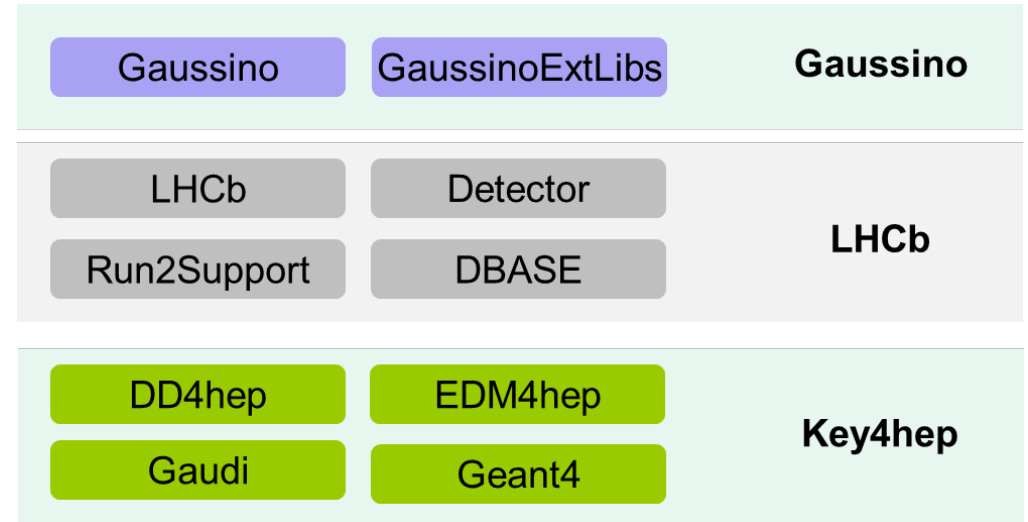 Gaussino GaussinoExtLibs Gaussino
LHCb Detector
LHCb
Run2Support DBASE
DD4hep EDM4hep
Key4hep
Gaudi Geant4